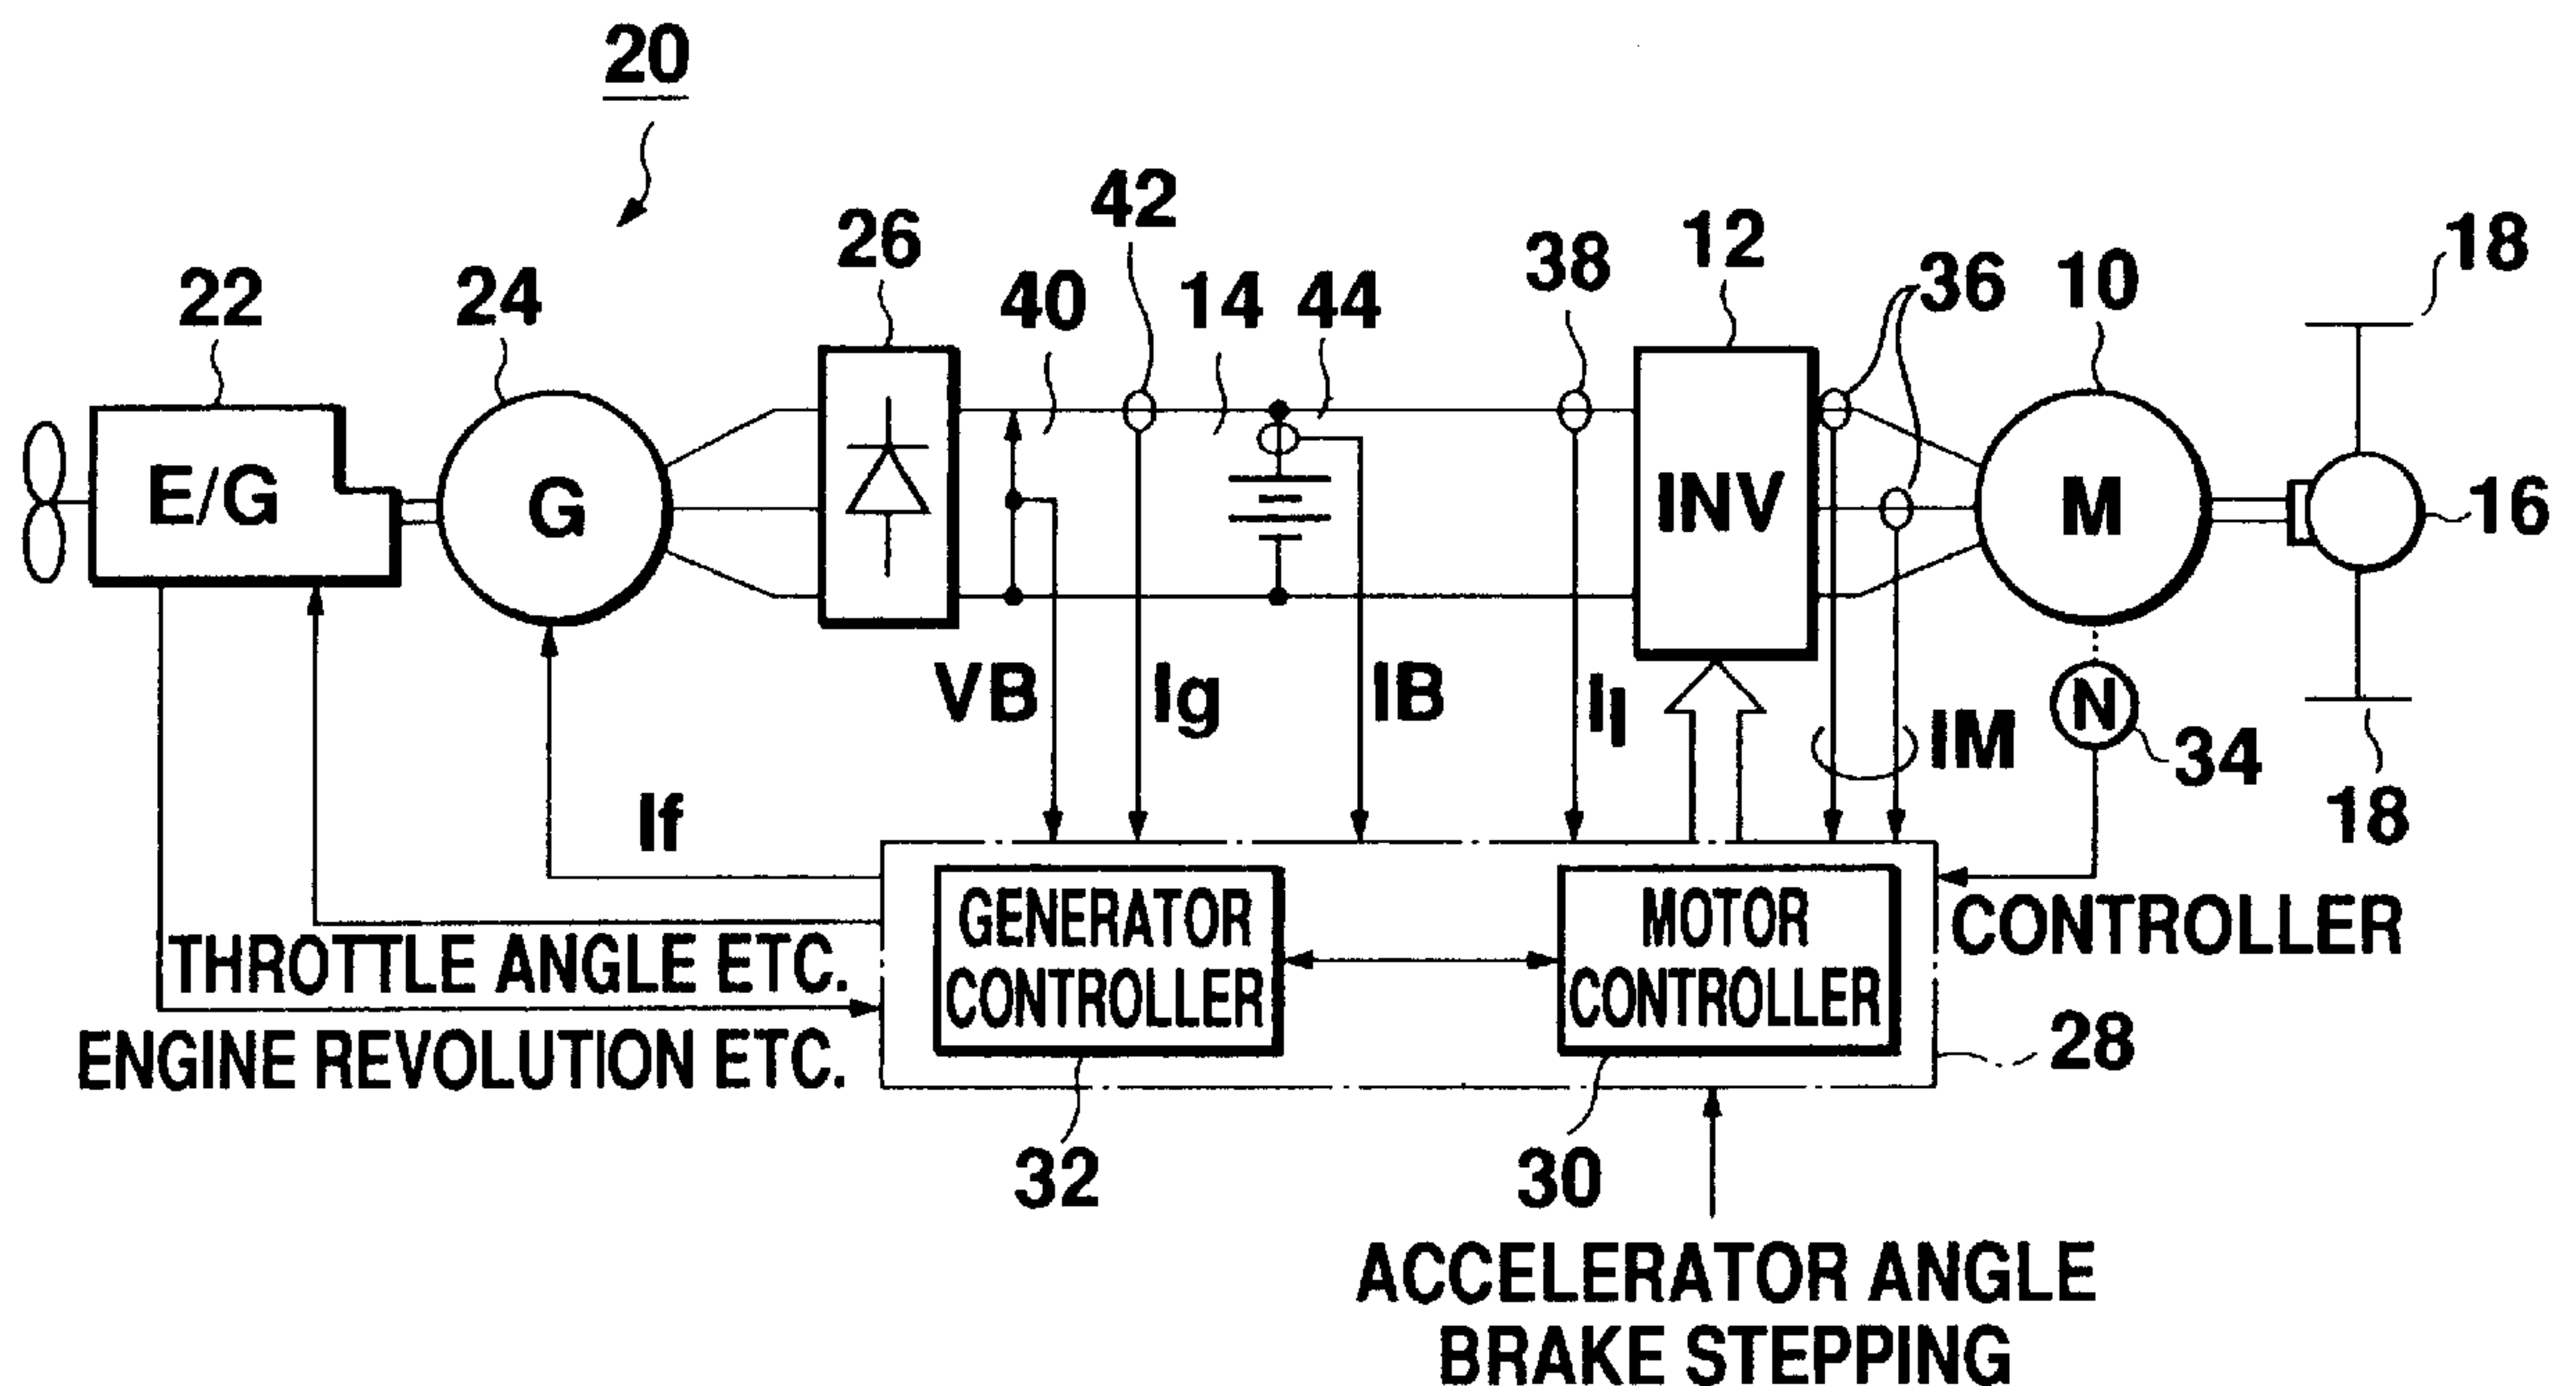 20
42
26
38
12
18
22
24
40
14
44
36
10
E/G
G
INV
M
16
VB
Ig
IB
II
IM
N
34
18
If
GENERATOR
CONTROLLER
MOTOR
CONTROLLER
CONTROLLER
THROTTLE ANGLE ETC.
ENGINE REVOLUTION ETC.
28
32
30
ACCELERATOR ANGLE
BRAKE STEPPING